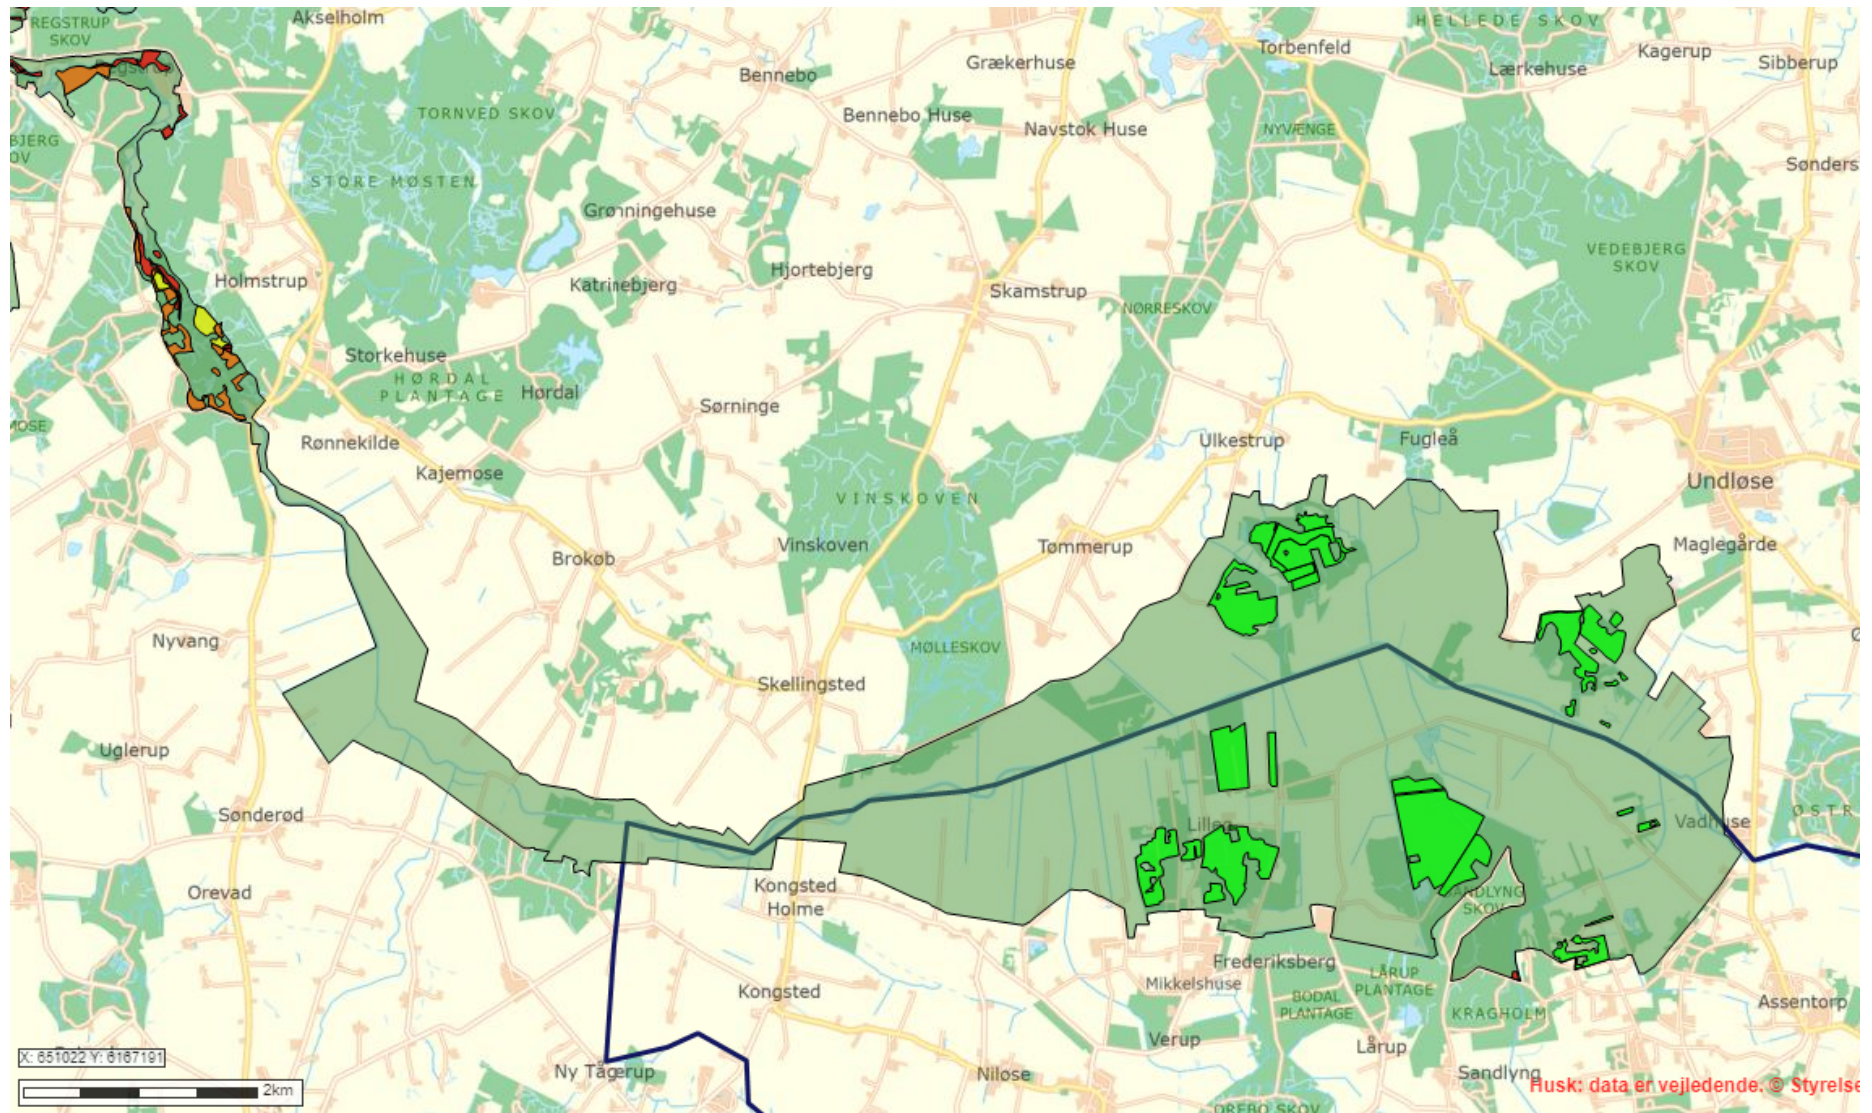 Akselholm
REGSTRUP
SKOV
Torbenfeld
HELLEDE SKOV
Kagerup
Sibberup
Grækerhuse
Lærkehuse
Bennebo
TORNVED SKOV
Bennebo Huse
Navstok Huse
NYVÆNGE
BJERG
Sønders
STORE MØSTEN
Grønningehuse
VEDEBJERG
SKOV
Holmstrup
Katrinebjerg
Hjortebjerg
Skamstrup
NØRRESKOV
Storkehuse
HØRDAL
PLANTAGE
Hørdal
Sørninge
Ulkestrup
Fugleå
Rønnekilde
Kajemose
Undløse
VINSKOVEN
Brokøb
Vinskoven
Tømmerup
Maglegårde
Nyvang
MØLLESKOV
Skellingsted
Uglerup
Sønderød
Vadhuse
ØSTR
Orevad
Kongsted
Holme
SKOV
Frederiksberg
Mikkelshuse
LÅRUP
PLANTAGE
BODAL
PLANTAGE
KRAGHOLM
Assentorp
Kongsted
Verup
Lårup
X: 651022 Y: 6167191
Ny Tågerup
Niløse
Sandlyng
2km
Husk: data er vejledende. © Styrelse